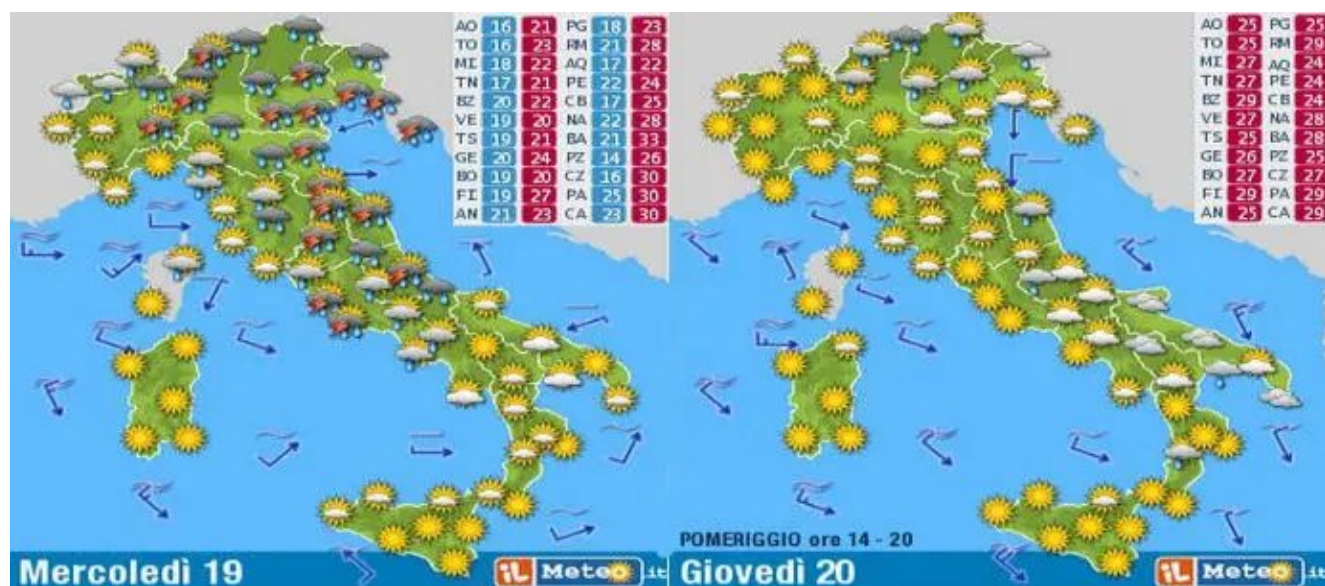 AO 16 21 PG 18 23
TO 16 23 RM 21 28
MI 18 22 AQ 17 22
TN 17 21 PE 22 24
BZ 20 22 CB 17 25
VE 19 20 NA 22 28
TS 19 21 BA 21 33
GE 20 24 PZ 14 26
BO 19 20 CZ 16 30
FI 19 27 PA 25 30
AN 21 23 CA 23 30
Mercoledì 19
iL Meteo.it
AO 25 PG 25
TO 25 RM 29
MI 27 AQ 24
TN 27 PE 24
BZ 29 CB 24
VE 27 NA 28
TS 25 BA 28
GE 26 PZ 25
BO 27 CZ 27
FI 29 PA 29
AN 25 CA 29
POMERIGGIO ore 14 - 20
Giovedì 20
iL Meteo.it